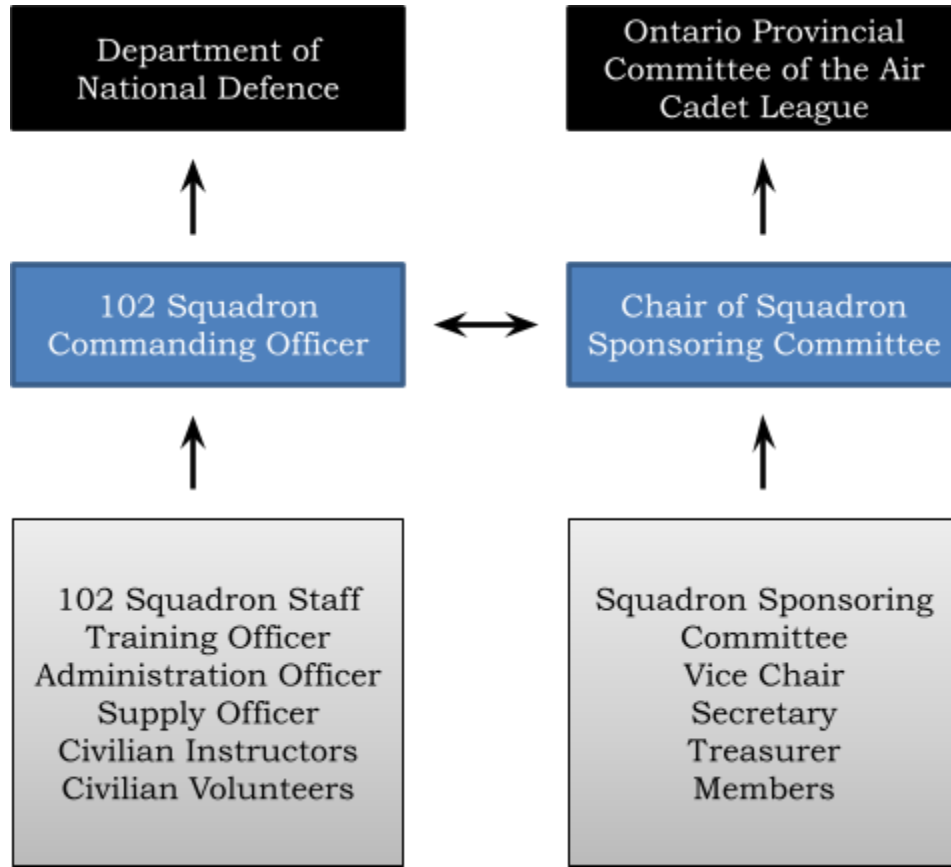 Department of
National Defence
Ontario Provincial
Committee of the Air
Cadet League
102 Squadron
Commanding Officer
Chair of Squadron
Sponsoring Committee
102 Squadron Staff
Training Officer
Administration Officer
Supply Officer
Civilian Instructors
Civilian Volunteers
Squadron Sponsoring
Committee
Vice Chair
Secretary
Treasurer
Members